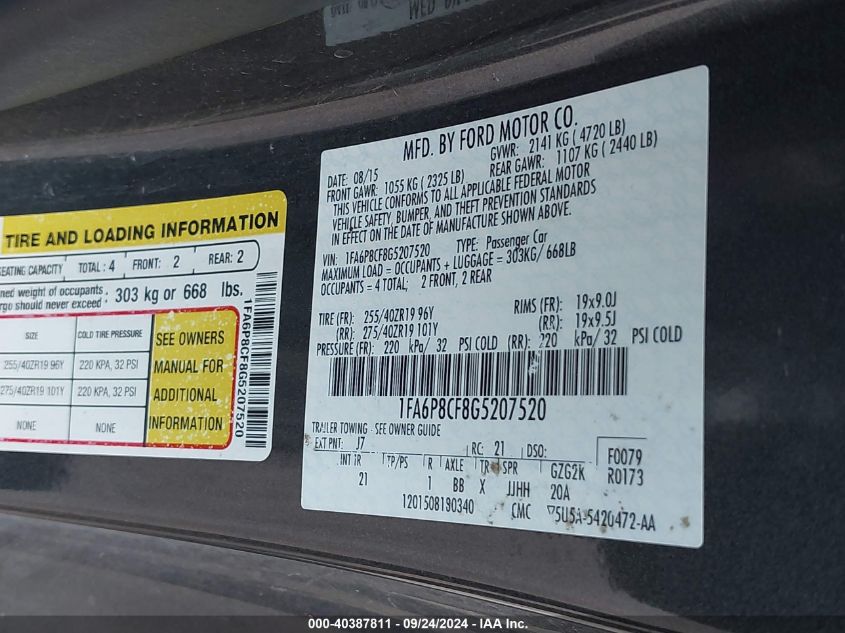 TIRE AND LOADING INFORMATION
SEATING CAPACITY TOTAL : 4 FRONT: 2 REAR: 2
weight of occupants
should never exceed : 303 kg or 668 lbs.
SIZE COLD TIRE PRESSURE SEE OWNERS
255/40ZR19 96Y 220 KPA, 32 PSI MANUAL FOR
275/40ZR19 101Y 220 KPA, 32 PSI ADDITIONAL
NONE NONE INFORMATION
1FA6P8CF8G5207520
MFD. BY FORD MOTOR CO.
DATE: 08/15 GVWR: 2141 KG ( 4720 LB)
FRONT GAWR: 1055 KG ( 2325 LB) REAR GAWR: 1107 KG ( 2440 LB)
THIS VEHICLE CONFORMS TO ALL APPLICABLE FEDERAL MOTOR
VEHICLE SAFETY, BUMPER, AND THEFT PREVENTION STANDARDS
IN EFFECT ON THE DATE OF MANUFACTURE SHOWN ABOVE.
VIN: 1FA6P8CF8G5207520 TYPE: Passenger Car
MAXIMUM LOAD = OCCUPANTS + LUGGAGE = 303KG/ 668LB
OCCUPANTS = 4 TOTAL: 2 FRONT, 2 REAR
TIRE (FR): 255/40ZR19 96Y RIMS (FR): 19x9.0J
(RR): 275/40ZR19 101Y (RR): 19x9.5J
PRESSURE (FR): 220 kPa/ 32 PSI COLD (RR): 220 kPa/ 32 PSI COLD
1FA6P8CF8G5207520
TRAILER TOWING - SEE OWNER GUIDE
EXT PNT: J7 RC: 21 DSO: F0079
INT TR TP/PS R AXLE TR SPR GZG2K R0173
21 1 BB X JJHH 20A
1201508190340 CMC 5U5A-5420472-AA
000-40387811 - 09/24/2024 - IAA Inc.